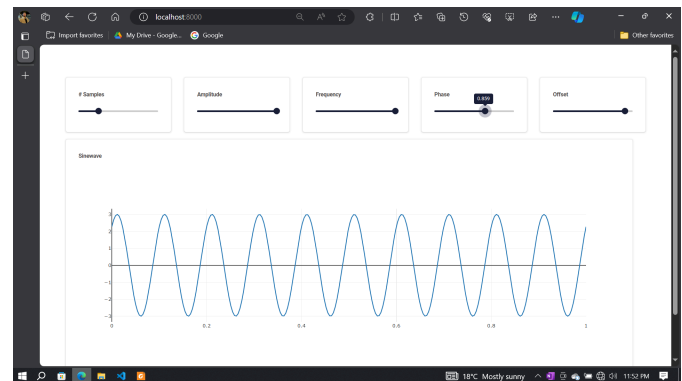 localhost:8000
Import favorites
My Drive - Google...
Google
Other favorites
# Samples
Amplitude
Frequency
Phase
0.859
Offset
Sinewave
3
2
1
0
−1
−2
−3
0
0.2
0.4
0.6
0.8
1
18°C Mostly sunny
11:52 PM